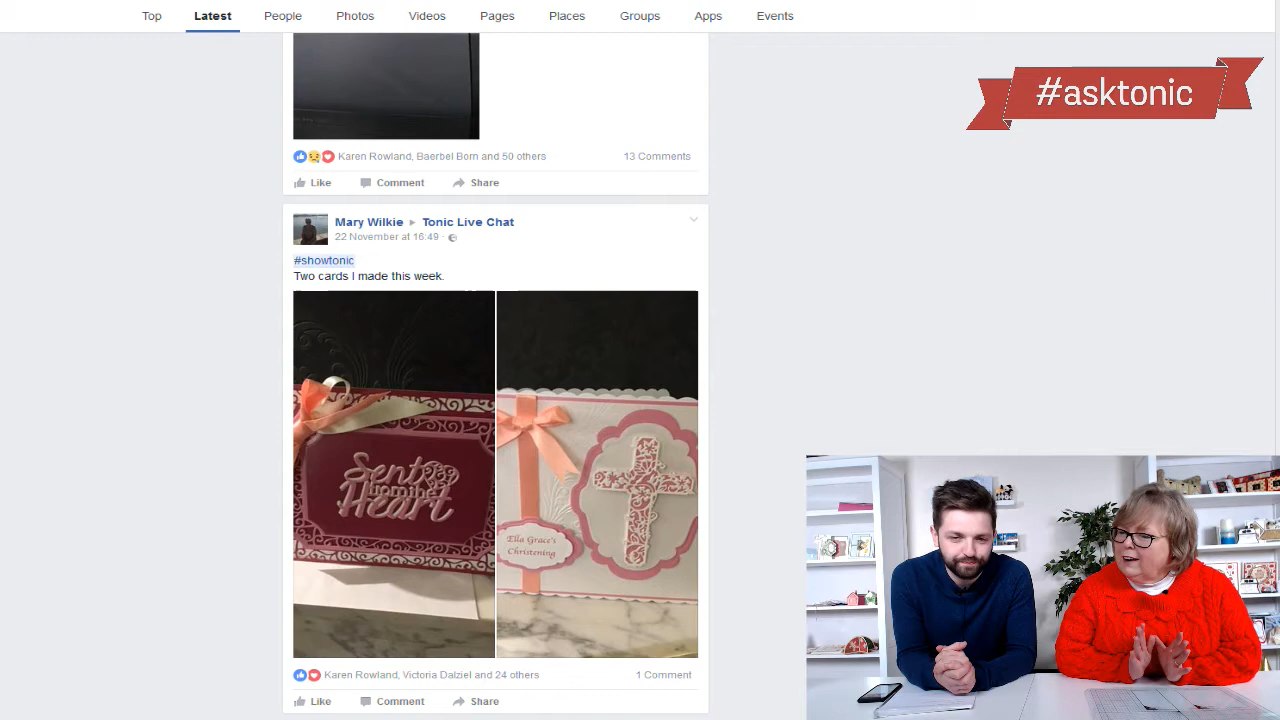 Top Latest People Photos Videos Pages Places Groups Apps Events
#asktonic
Karen Rowland, Baerbel Born and 50 others 13 Comments
Like Comment Share
Mary Wilkie Tonic Live Chat
22 November at 16:49 ·
#showtonic
Two cards I made this week.
Sent
from the
Heart
Ella Grace's
Christening
Karen Rowland, Victoria Dalziel and 24 others 1 Comment
Like Comment Share